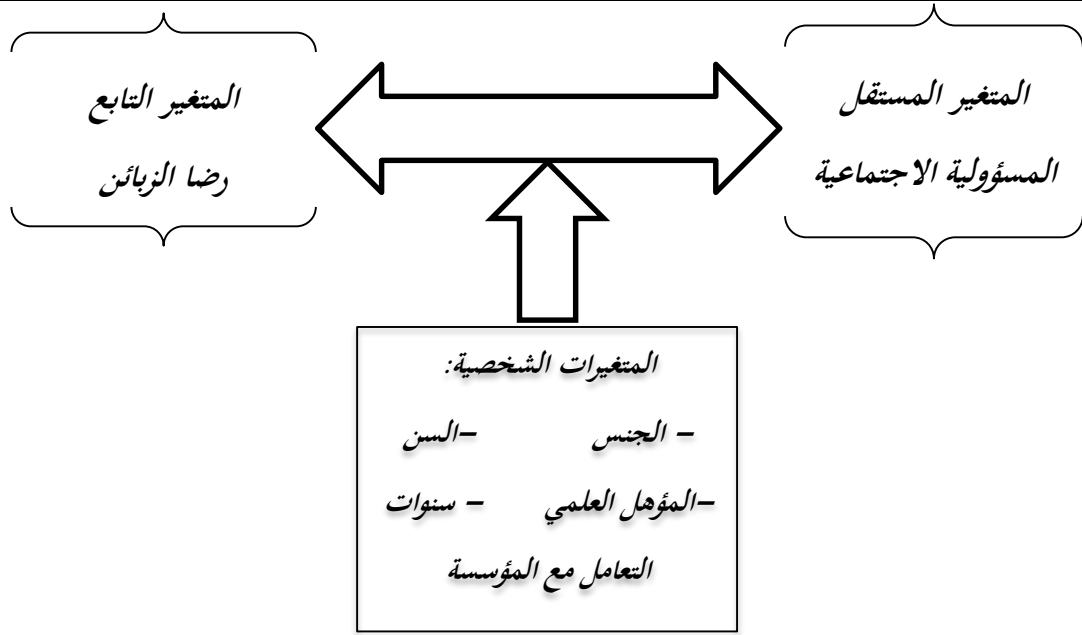 المتغير المستقل
المسؤولية الاجتماعية
المتغير التابع
رضا الزبائن
المتغيرات الشخصية:
– الجنس –السن
–المؤهل العلمي – سنوات
التعامل مع المؤسسة